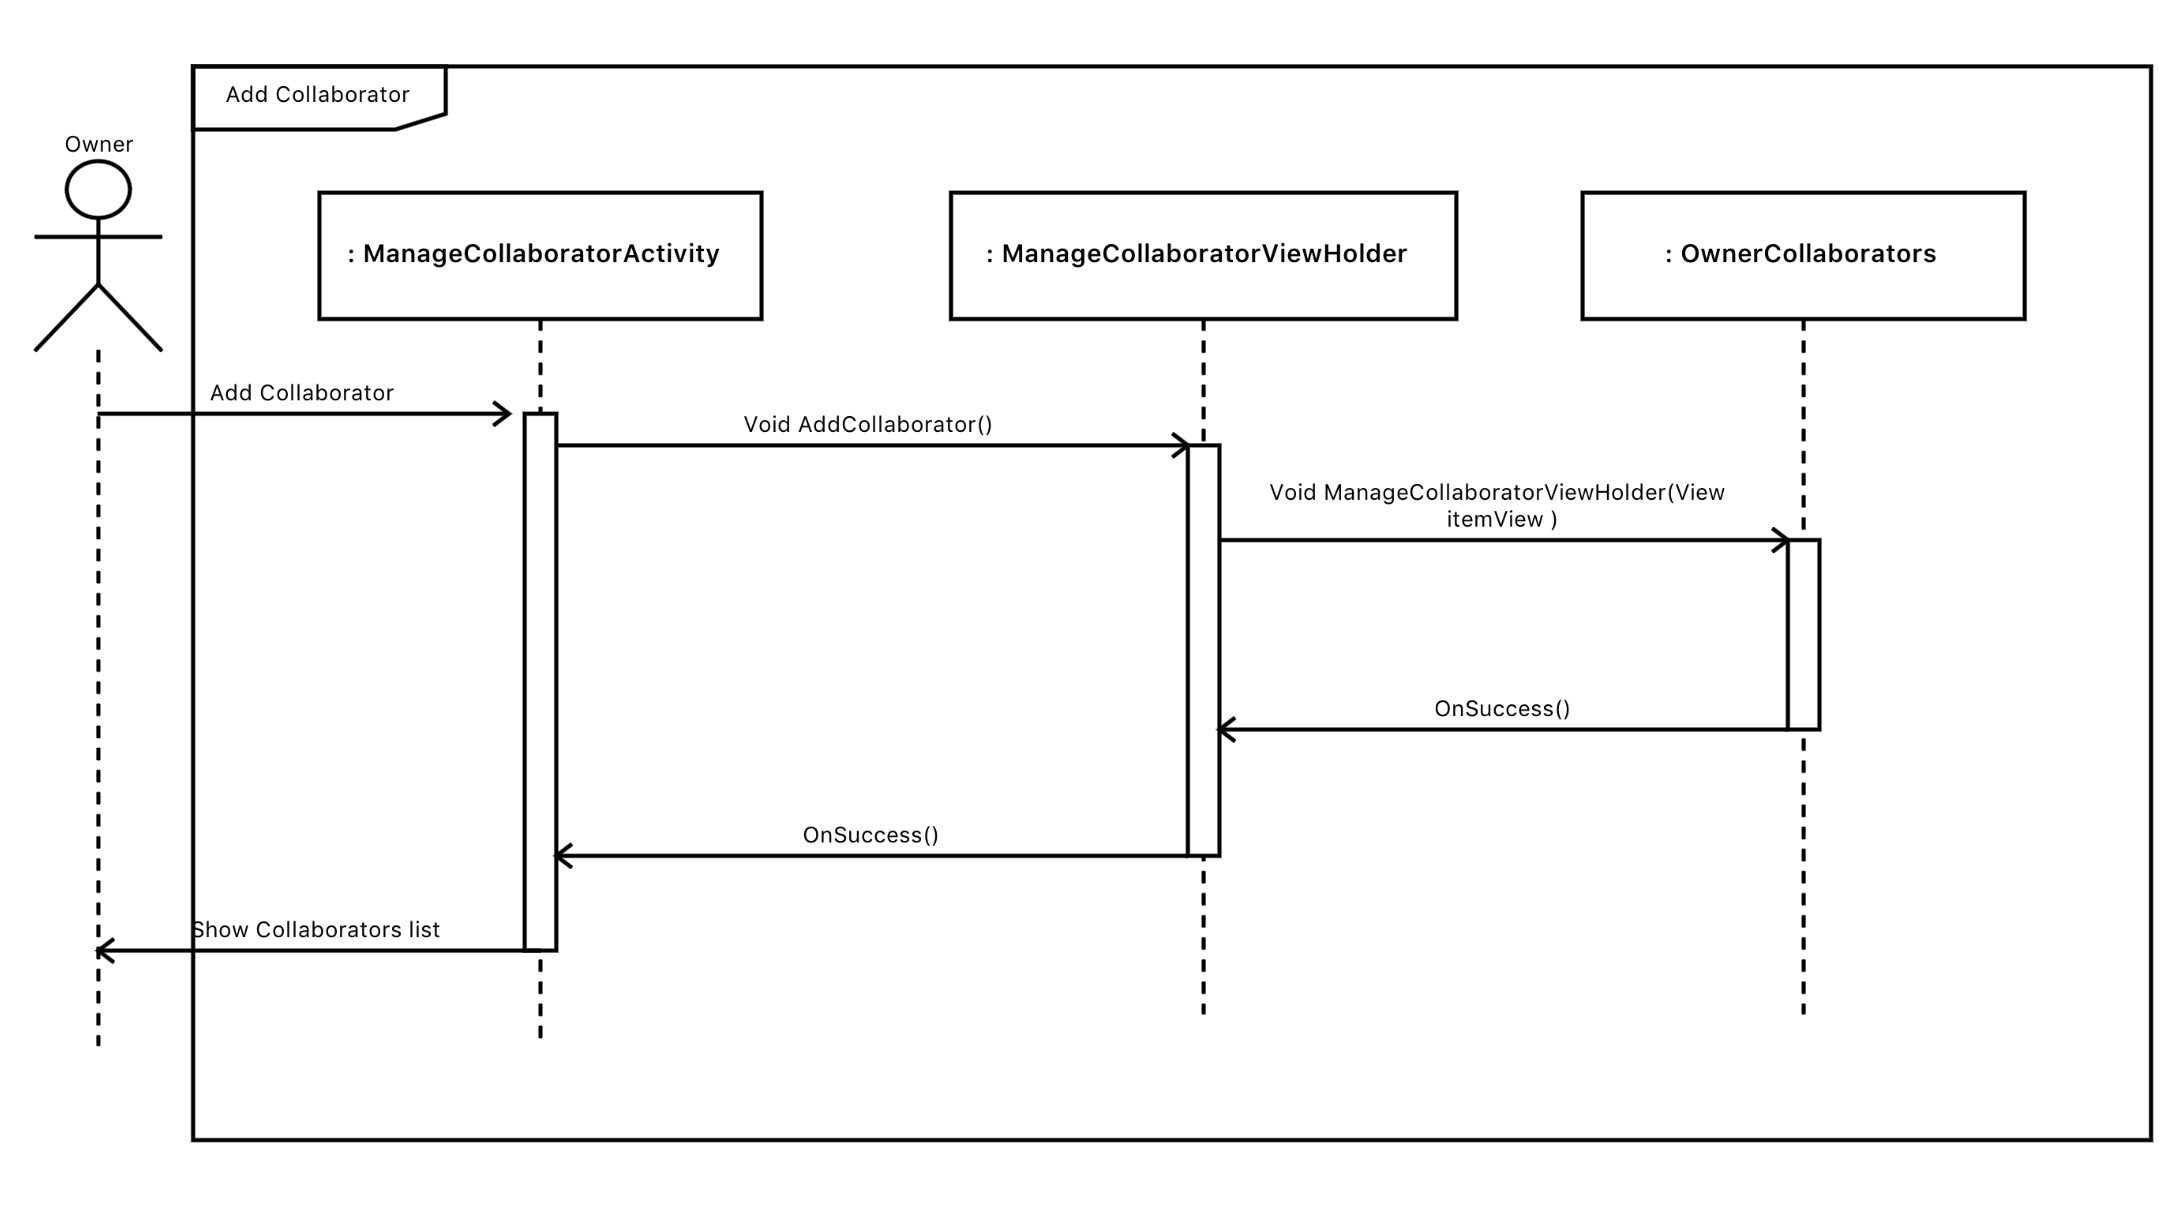 Add Collaborator
Owner
: ManageCollaboratorActivity
: ManageCollaboratorViewHolder
: OwnerCollaborators
Add Collaborator
Void AddCollaborator()
Void ManageCollaboratorViewHolder(View
itemView )
OnSuccess()
OnSuccess()
Show Collaborators list